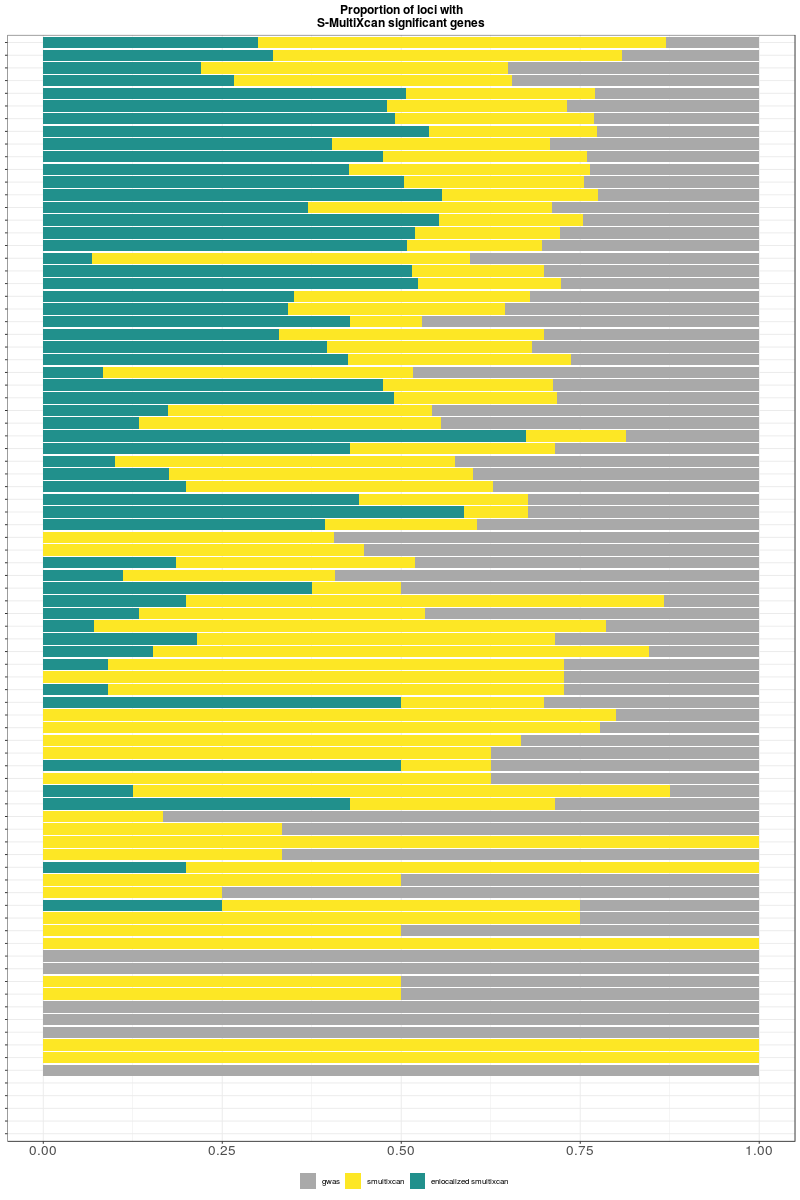 Proportion of loci with
S-MultiXcan significant genes
0.00 0.25 0.50 0.75 1.00
gwas smultixcan enlocalized smultixcan